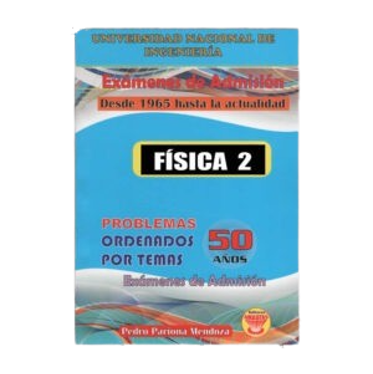 UNIVERSIDAD NACIONAL DE
INGENIERÍA
Exámenes de Admisión
Desde 1965 hasta la actualidad
FÍSICA 2
PROBLEMAS
ORDENADOS
POR TEMAS
50
AÑOS
Exámenes de Admisión
Pedro Pariona Mendoza